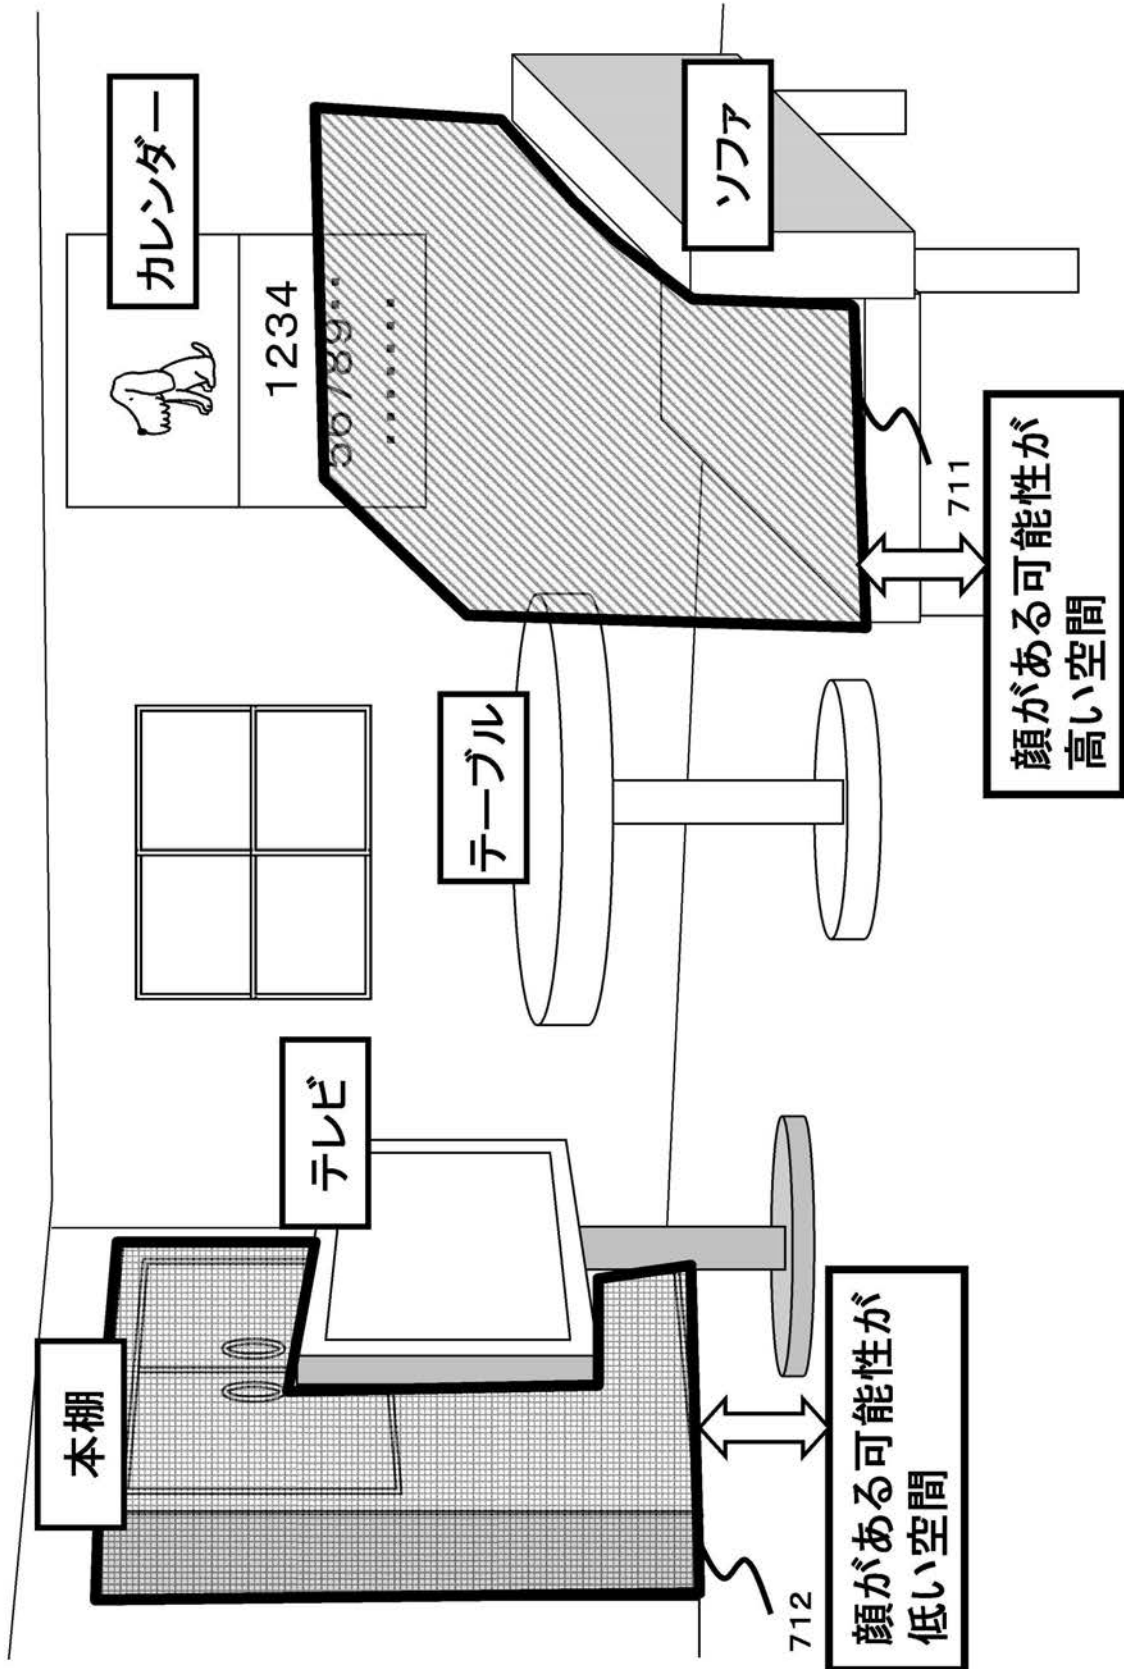 本棚
カレンダー
1234
テレビ
56789・・
・・・・・・・
テーブル
ソファ
712
顔がある可能性が
低い空間
711
顔がある可能性が
高い空間